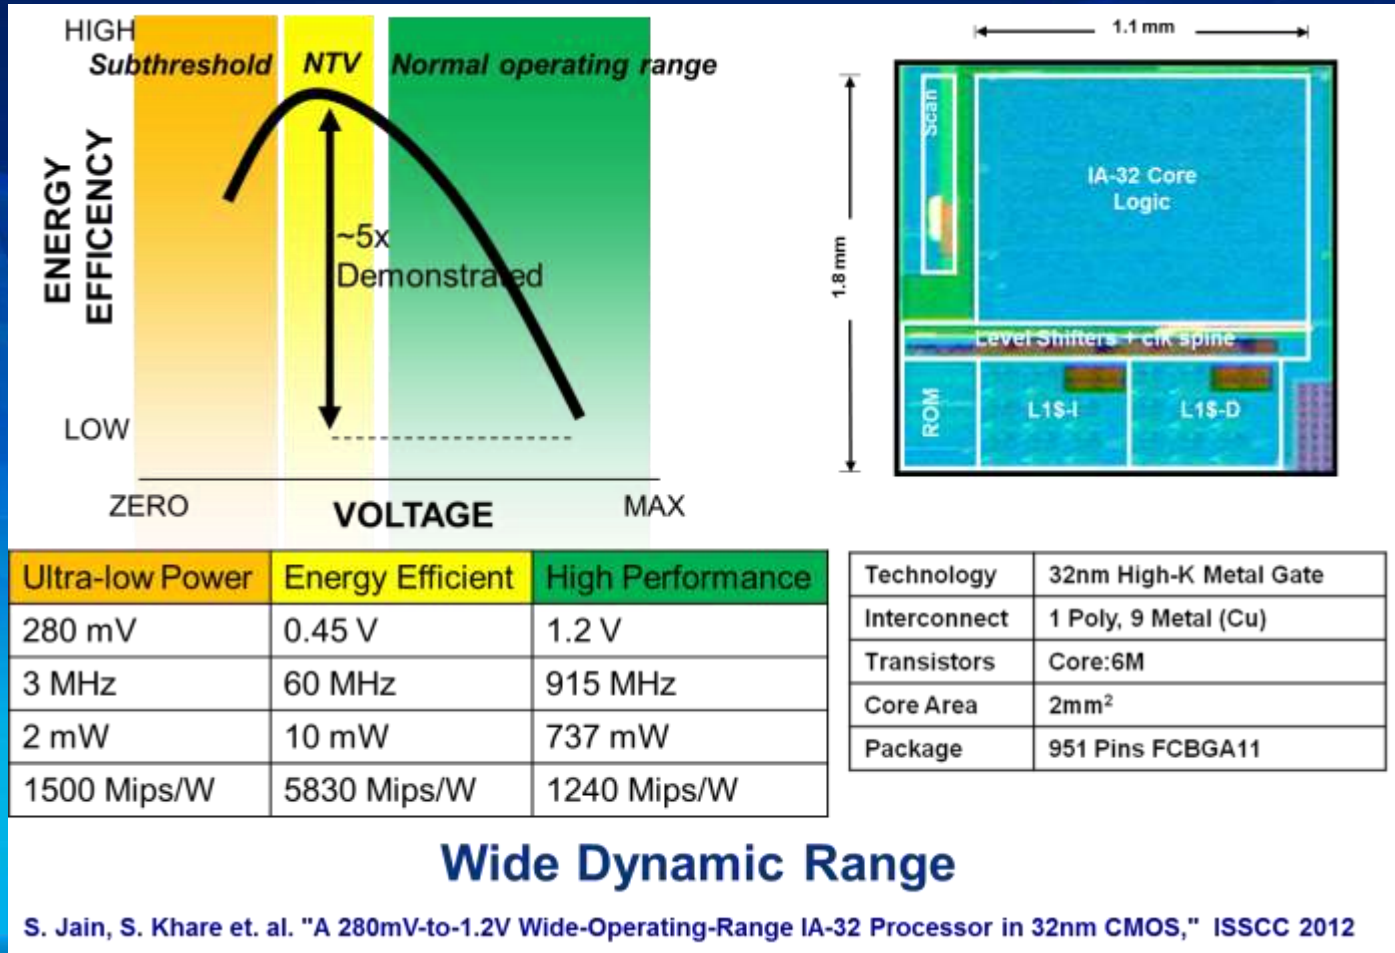 HIGH
Subthreshold
NTV
Normal operating range
ENERGY
EFFICENCY
~5x
Demonstrated
LOW
ZERO
VOLTAGE
MAX
1.1 mm
1.8 mm
Scan
IA-32 Core
Logic
Level Shifters + clk spine
ROM
L1$-I
L1$-D
Ultra-low Power Energy Efficient High Performance
280 mV 0.45 V 1.2 V
3 MHz 60 MHz 915 MHz
2 mW 10 mW 737 mW
1500 Mips/W 5830 Mips/W 1240 Mips/W
Technology 32nm High-K Metal Gate
Interconnect 1 Poly, 9 Metal (Cu)
Transistors Core:6M
Core Area 2mm²
Package 951 Pins FCBGA11
Wide Dynamic Range
S. Jain, S. Khare et. al. "A 280mV-to-1.2V Wide-Operating-Range IA-32 Processor in 32nm CMOS," ISSCC 2012